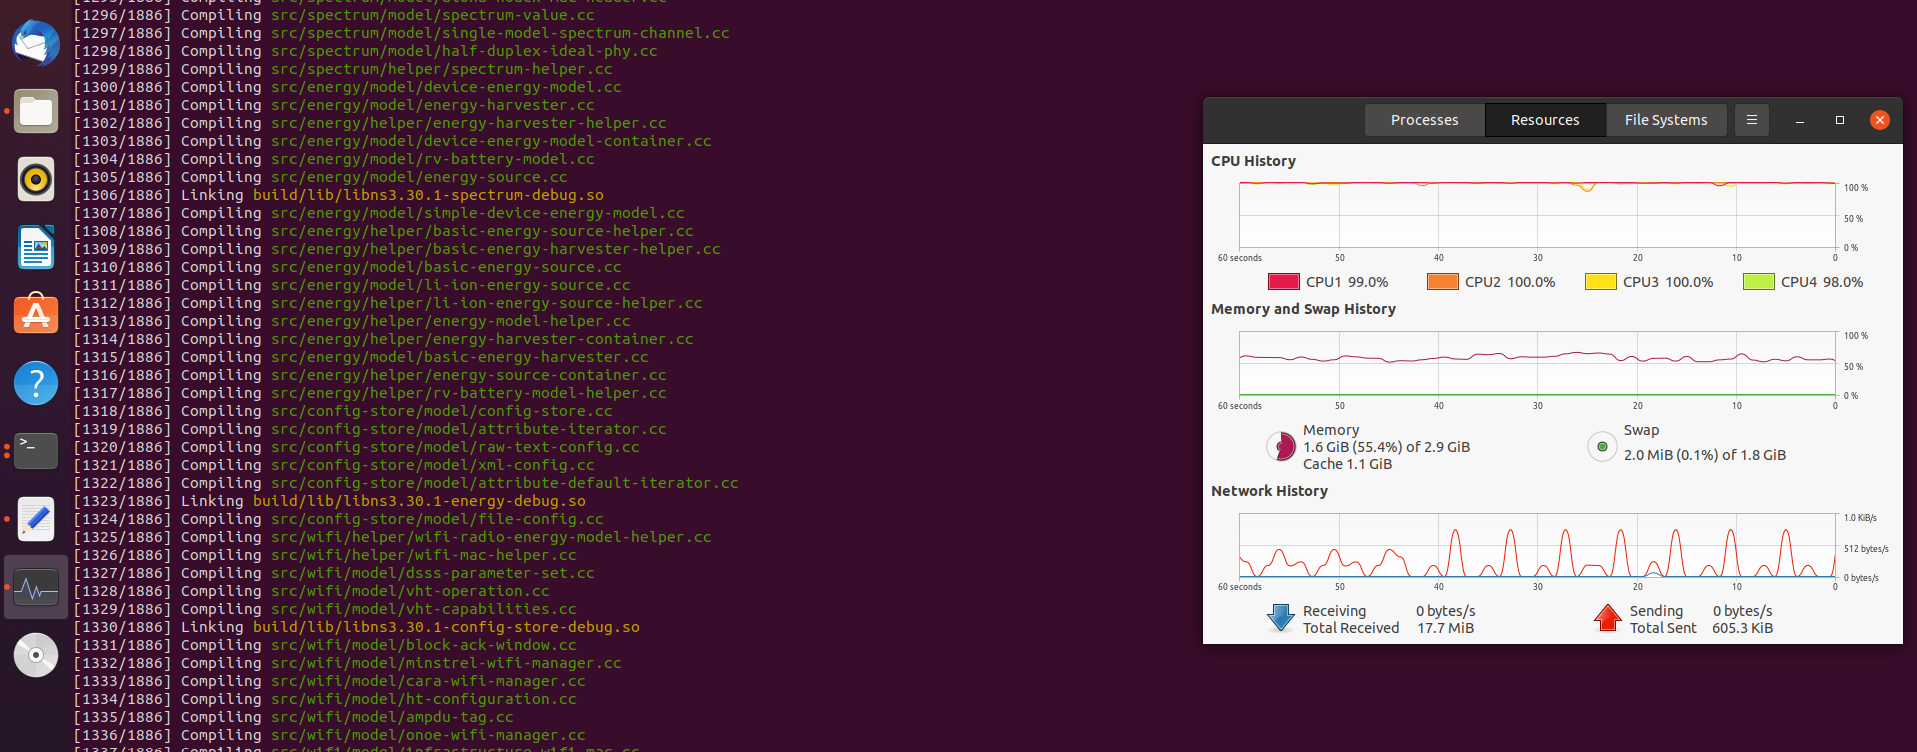 [1295/1886] Compiling
[1296/1886] Compiling src/spectrum/model/spectrum-value.cc
[1297/1886] Compiling src/spectrum/model/single-model-spectrum-channel.cc
[1298/1886] Compiling src/spectrum/model/half-duplex-ideal-phy.cc
[1299/1886] Compiling src/spectrum/helper/spectrum-helper.cc
[1300/1886] Compiling src/energy/model/device-energy-model.cc
[1301/1886] Compiling src/energy/model/energy-harvester.cc
[1302/1886] Compiling src/energy/helper/energy-harvester-helper.cc
[1303/1886] Compiling src/energy/model/device-energy-model-container.cc
[1304/1886] Compiling src/energy/model/rv-battery-model.cc
[1305/1886] Compiling src/energy/model/energy-source.cc
[1306/1886] Linking build/lib/libns3.30.1-spectrum-debug.so
[1307/1886] Compiling src/energy/model/simple-device-energy-model.cc
[1308/1886] Compiling src/energy/helper/basic-energy-source-helper.cc
[1309/1886] Compiling src/energy/helper/basic-energy-harvester-helper.cc
[1310/1886] Compiling src/energy/model/basic-energy-source.cc
[1311/1886] Compiling src/energy/model/li-ion-energy-source.cc
[1312/1886] Compiling src/energy/helper/li-ion-energy-source-helper.cc
[1313/1886] Compiling src/energy/helper/energy-model-helper.cc
[1314/1886] Compiling src/energy/helper/energy-harvester-container.cc
[1315/1886] Compiling src/energy/model/basic-energy-harvester.cc
[1316/1886] Compiling src/energy/helper/energy-source-container.cc
[1317/1886] Compiling src/energy/helper/rv-battery-model-helper.cc
[1318/1886] Compiling src/config-store/model/config-store.cc
[1319/1886] Compiling src/config-store/model/attribute-iterator.cc
[1320/1886] Compiling src/config-store/model/raw-text-config.cc
[1321/1886] Compiling src/config-store/model/xml-config.cc
[1322/1886] Compiling src/config-store/model/attribute-default-iterator.cc
[1323/1886] Linking build/lib/libns3.30.1-energy-debug.so
[1324/1886] Compiling src/config-store/model/file-config.cc
[1325/1886] Compiling src/wifi/helper/wifi-radio-energy-model-helper.cc
[1326/1886] Compiling src/wifi/helper/wifi-mac-helper.cc
[1327/1886] Compiling src/wifi/model/dsss-parameter-set.cc
[1328/1886] Compiling src/wifi/model/vht-operation.cc
[1329/1886] Compiling src/wifi/model/vht-capabilities.cc
[1330/1886] Linking build/lib/libns3.30.1-config-store-debug.so
[1331/1886] Compiling src/wifi/model/block-ack-window.cc
[1332/1886] Compiling src/wifi/model/minstrel-wifi-manager.cc
[1333/1886] Compiling src/wifi/model/cara-wifi-manager.cc
[1334/1886] Compiling src/wifi/model/ht-configuration.cc
[1335/1886] Compiling src/wifi/model/ampdu-tag.cc
[1336/1886] Compiling src/wifi/model/onoe-wifi-manager.cc
[1337/1886] Compiling src/wifi/model/infrastructure-wifi-mac.cc
Processes Resources File Systems
CPU History
100 %
50 %
0 %
60 seconds 50 40 30 20 10 0
CPU1 99.0% CPU2 100.0% CPU3 100.0% CPU4 98.0%
Memory and Swap History
100 %
50 %
0 %
60 seconds 50 40 30 20 10 0
Memory
1.6 GiB (55.4%) of 2.9 GiB
Cache 1.1 GiB
Swap
2.0 MiB (0.1%) of 1.8 GiB
Network History
1.0 KiB/s
512 bytes/s
0 bytes/s
60 seconds 50 40 30 20 10 0
Receiving 0 bytes/s
Total Received 17.7 MiB
Sending 0 bytes/s
Total Sent 605.3 KiB